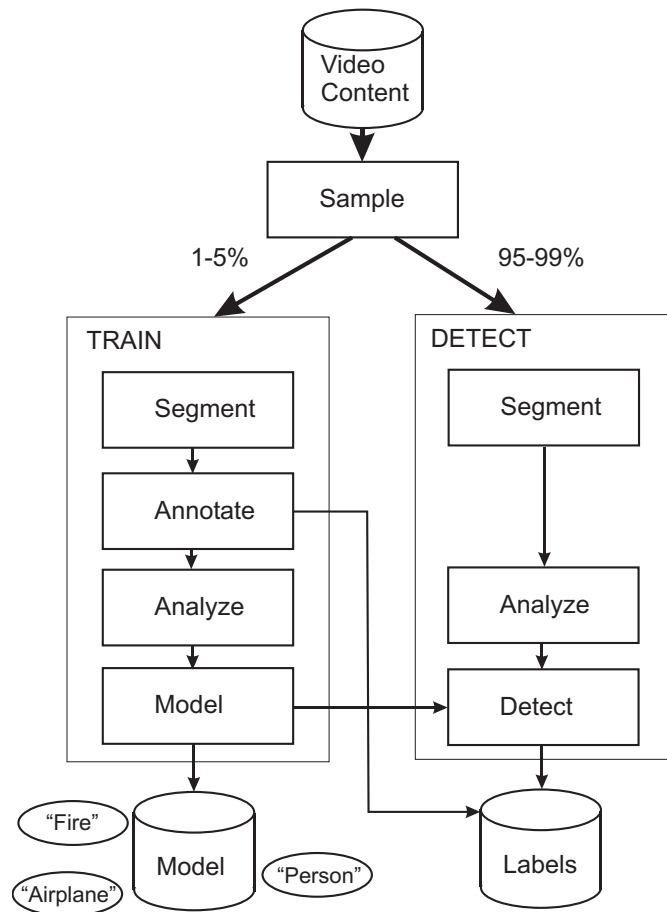 Video
Content
Sample
1-5%
95-99%
TRAIN
Segment
Annotate
Analyze
Model
DETECT
Segment
Analyze
Detect
“Fire”
“Airplane”
Model
“Person”
Labels